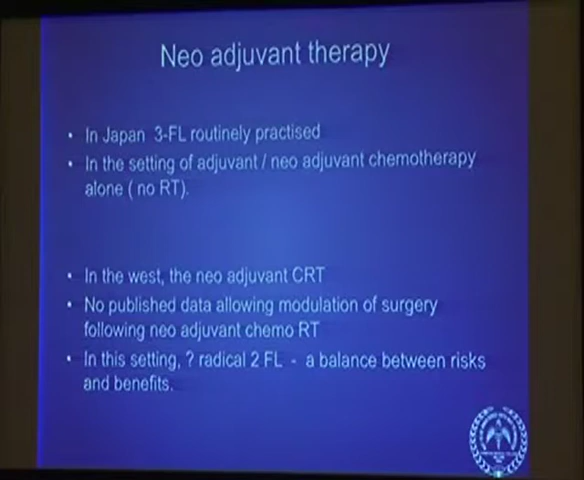 Neo adjuvant therapy
• In Japan 3-FL routinely practised
• In the setting of adjuvant / neo adjuvant chemotherapy
alone ( no RT).
• In the west, the neo adjuvant CRT
• No published data allowing modulation of surgery
following neo adjuvant chemo RT
• In this setting, ? radical 2 FL - a balance between risks
and benefits.